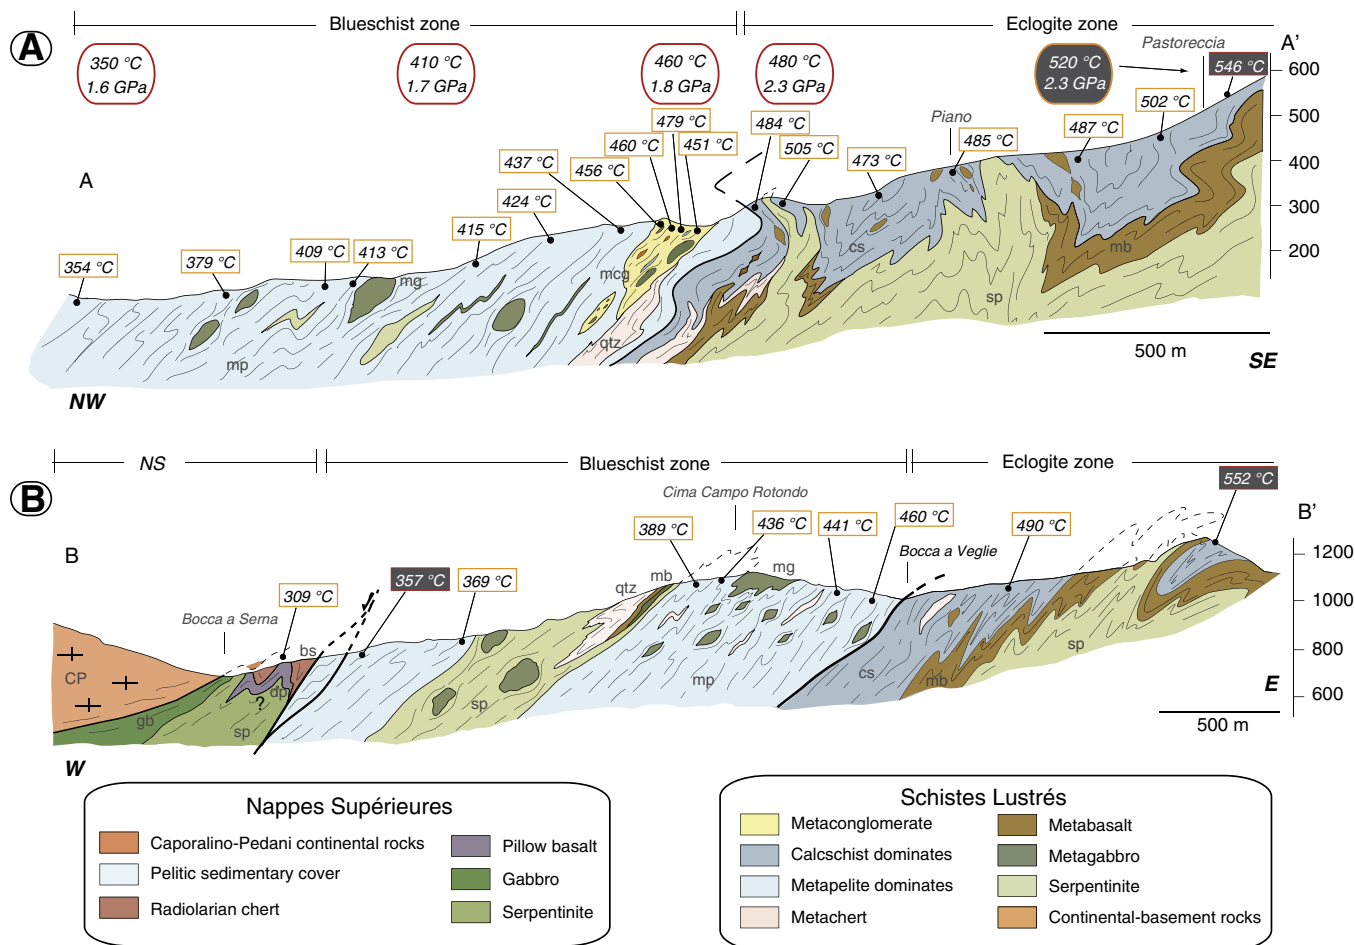 Blueschist zone
Eclogite zone
A
350 °C
1.6 GPa
410 °C
1.7 GPa
460 °C
1.8 GPa
480 °C
2.3 GPa
520 °C
2.3 GPa
Pastoreccia
546 °C
A'
600
500
400
300
200
A
354 °C
379 °C
409 °C
413 °C
415 °C
424 °C
437 °C
456 °C
460 °C
479 °C
451 °C
484 °C
505 °C
473 °C
Piano
485 °C
487 °C
502 °C
mg
mcg
cs
mb
sp
qtz
mp
500 m
NW
SE
NS
Blueschist zone
Eclogite zone
B
B
Bocca a Serna
309 °C
357 °C
369 °C
389 °C
Cima Campo Rotondo
436 °C
441 °C
460 °C
Bocca a Veglie
490 °C
552 °C
B'
1200
1000
800
600
CP
gb
sp
?
dp
bs
sp
qtz
mb
mg
mp
cs
mb
sp
500 m
W
E
Nappes Supérieures
Caporalino-Pedani continental rocks
Pelitic sedimentary cover
Radiolarian chert
Pillow basalt
Gabbro
Serpentinite
Schistes Lustrés
Metaconglomerate
Calcschist dominates
Metapelite dominates
Metachert
Metabasalt
Metagabbro
Serpentinite
Continental-basement rocks